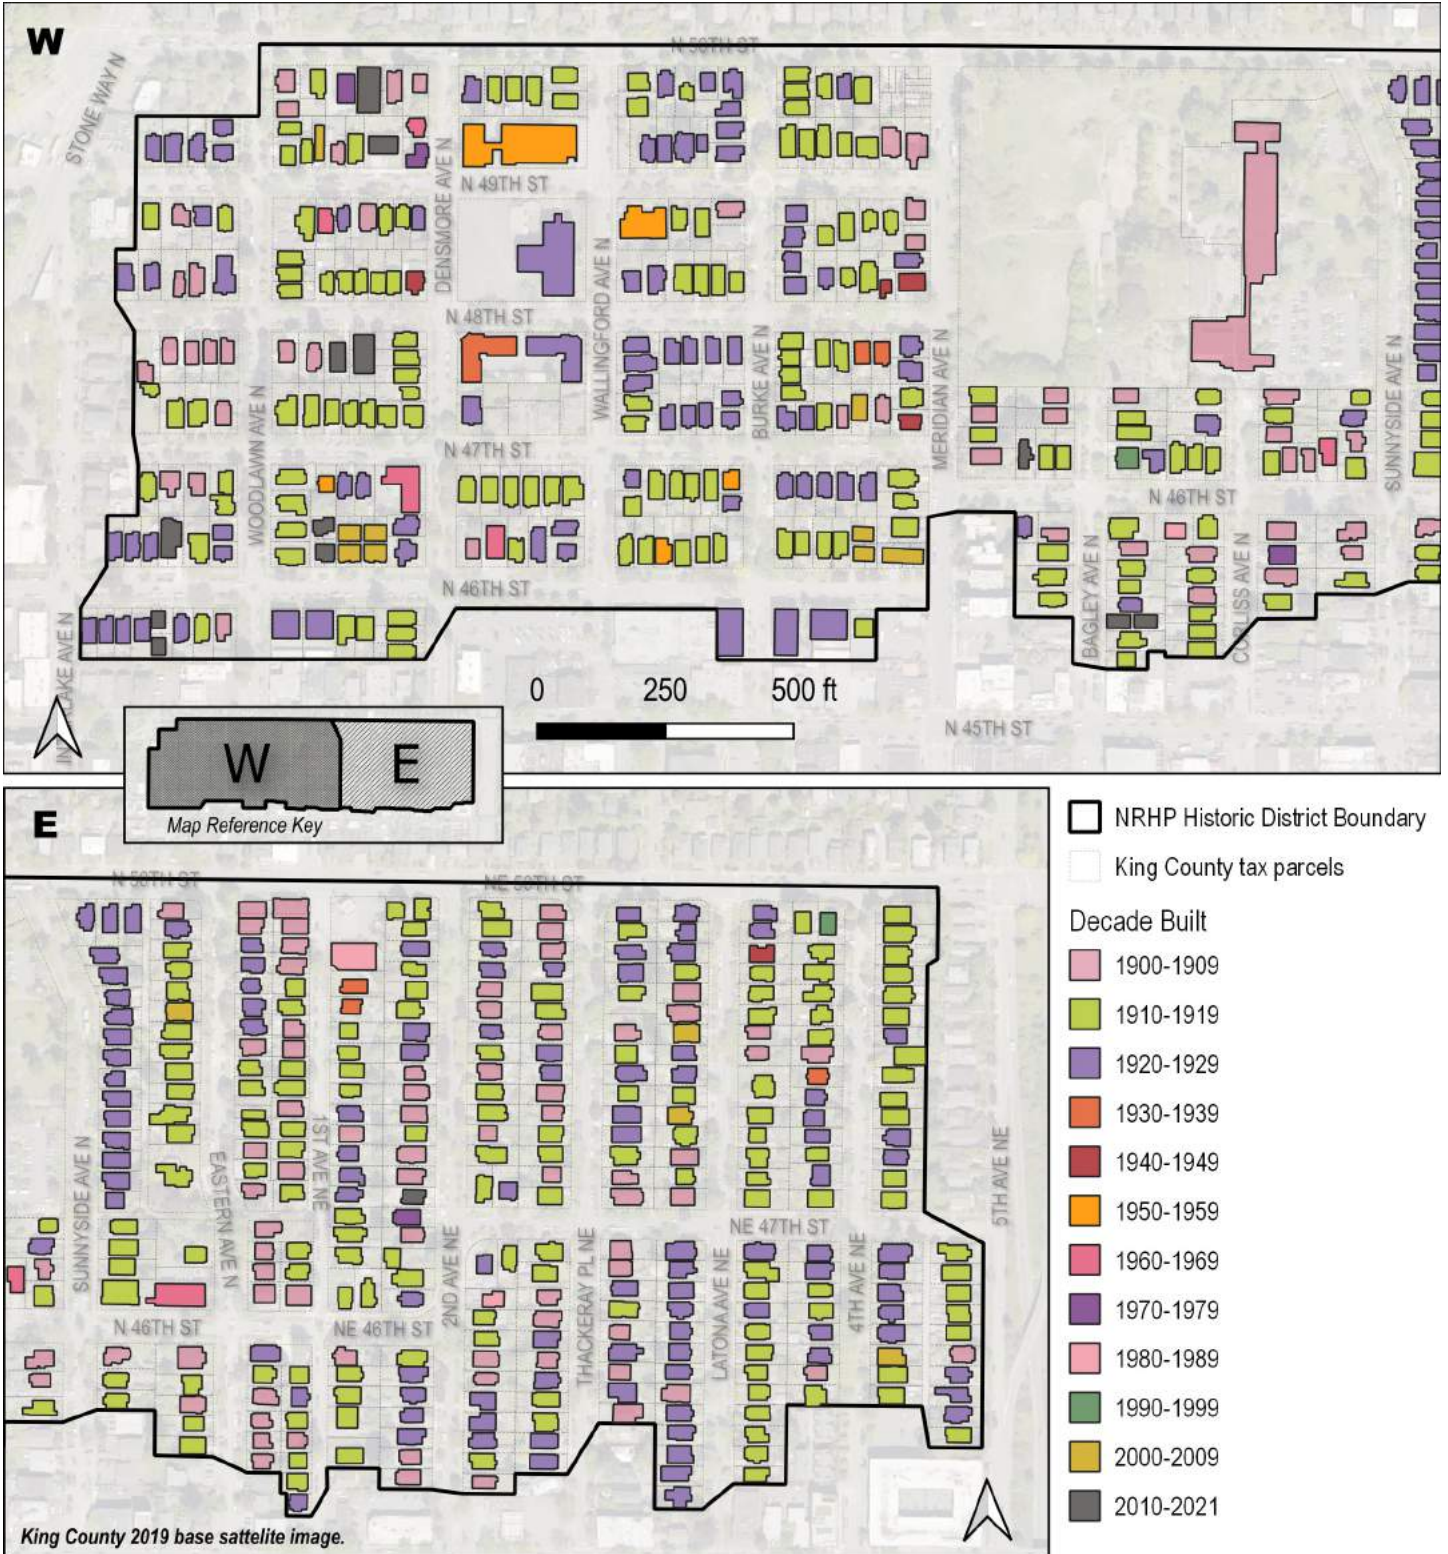 W
N 50TH ST
STONE WAY N
DENSMORE AVE N
N 49TH ST
WALLINGFORD AVE N
N 48TH ST
BURKE AVE N
MERIDIAN AVE N
SUNNYSIDE AVE N
WOODLAWN AVE N
N 47TH ST
N 46TH ST
BAGLEY AVE N
CORLISS AVE N
N 46TH ST
INTERLAKE AVE N
0 250 500 ft
N 45TH ST
W E
Map Reference Key
E
N 50TH ST
NE 50TH ST
SUNNYSIDE AVE N
EASTERN AVE N
1ST AVE NE
2ND AVE NE
THACKERAY PL NE
LATONA AVE NE
NE 47TH ST
4TH AVE NE
5TH AVE NE
N 46TH ST
NE 46TH ST
King County 2019 base sattelite image.
NRHP Historic District Boundary
King County tax parcels
Decade Built
1900-1909
1910-1919
1920-1929
1930-1939
1940-1949
1950-1959
1960-1969
1970-1979
1980-1989
1990-1999
2000-2009
2010-2021